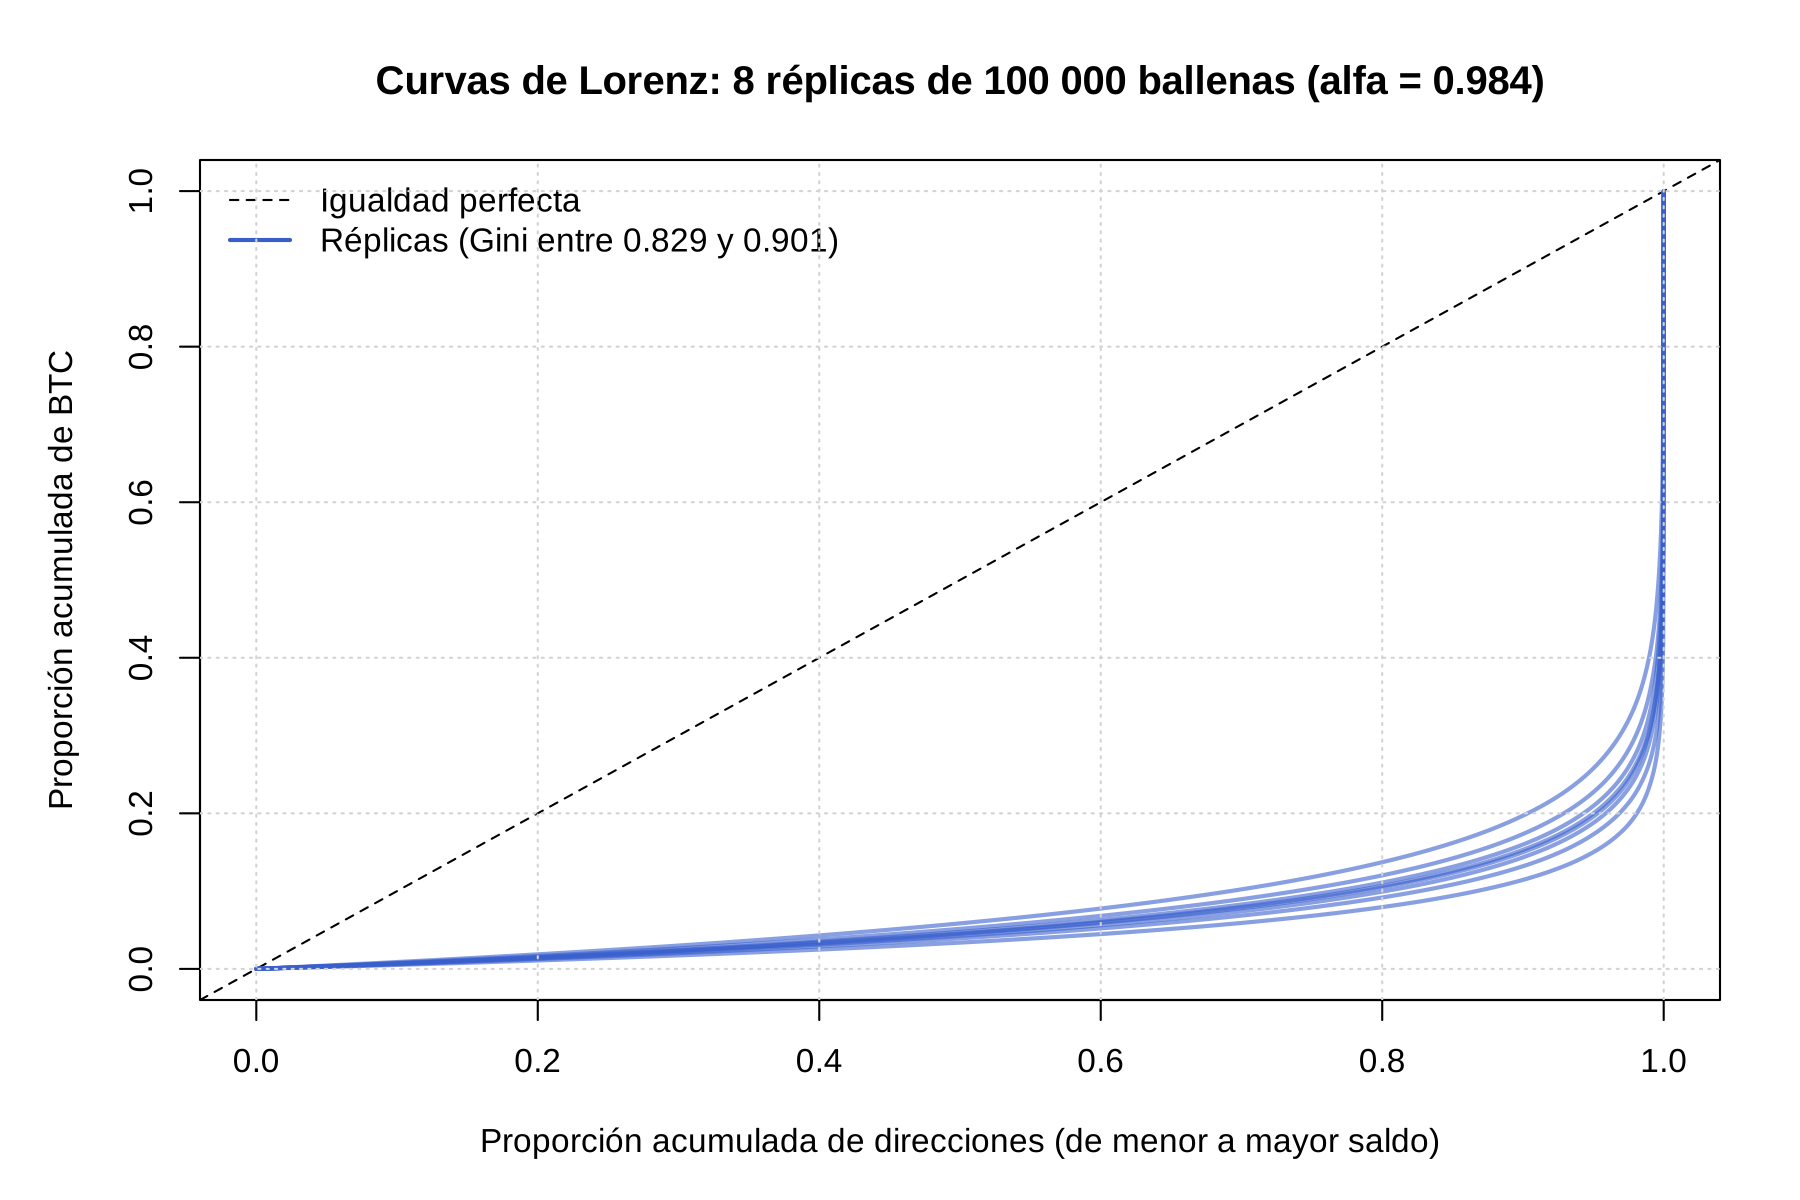 Curvas de Lorenz: 8 réplicas de 100 000 ballenas (alfa = 0.984)
Igualdad perfecta
Réplicas (Gini entre 0.829 y 0.901)
Proporción acumulada de BTC
1.0
0.8
0.6
0.4
0.2
0.0
0.0 0.2 0.4 0.6 0.8 1.0
Proporción acumulada de direcciones (de menor a mayor saldo)